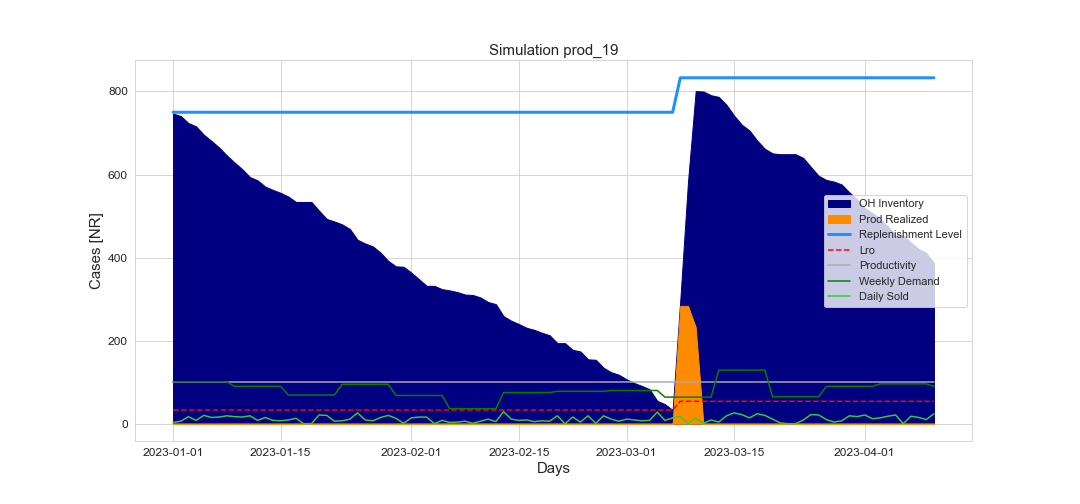 Simulation prod_19
Cases [NR]
800
600
400
200
0
OH Inventory
Prod Realized
Replenishment Level
Lro
Productivity
Weekly Demand
Daily Sold
2023-01-01 2023-01-15 2023-02-01 2023-02-15 2023-03-01 2023-03-15 2023-04-01
Days